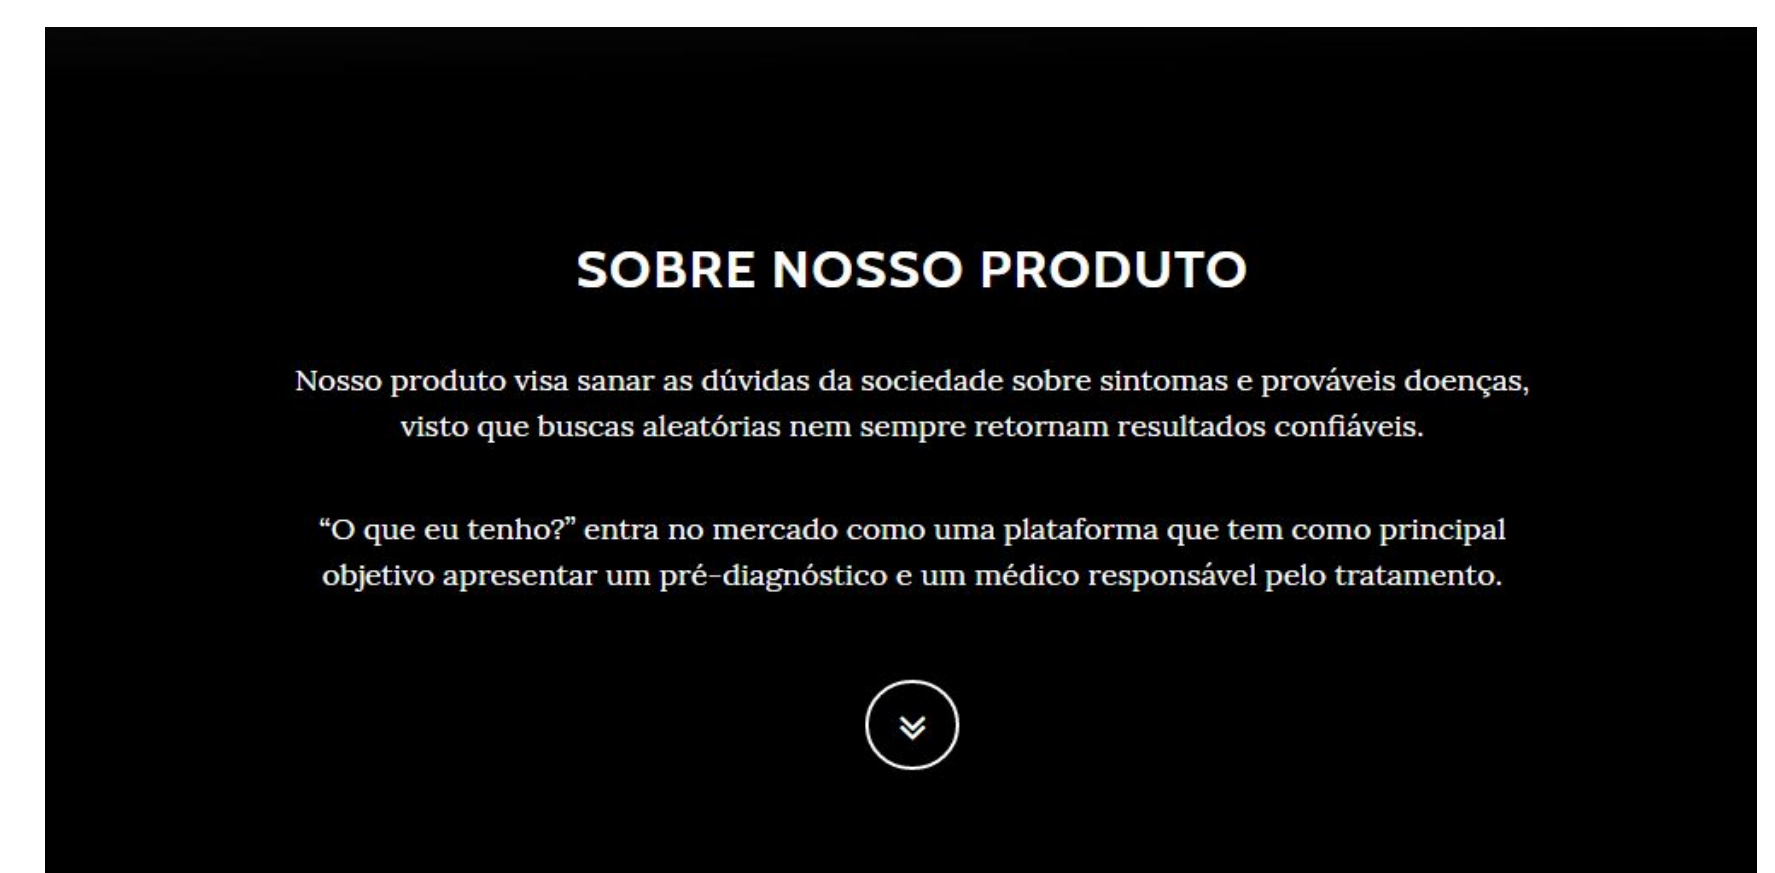 SOBRE NOSSO PRODUTO
Nosso produto visa sanar as dúvidas da sociedade sobre sintomas e prováveis doenças,
visto que buscas aleatórias nem sempre retornam resultados confiáveis.
“O que eu tenho?” entra no mercado como uma plataforma que tem como principal
objetivo apresentar um pré-diagnóstico e um médico responsável pelo tratamento.